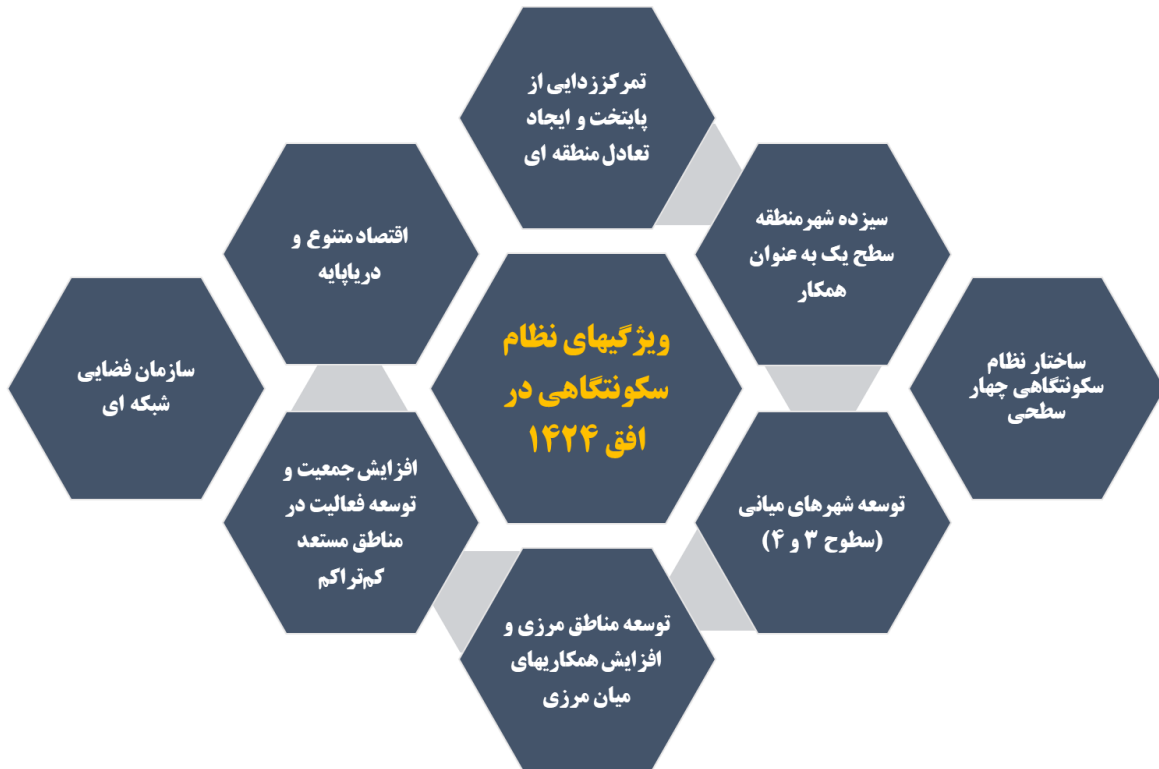 تمرکززدایی از
پایتخت و ایجاد
تعادل منطقه ای
سیزده شهرمنطقه
سطح یک به عنوان
همکار
اقتصاد متنوع و
دریاپایه
ویژگیهای نظام
سکونتگاهی در
افق ۱۴۲۴
ساختار نظام
سکونتگاهی چهار
سطحی
سازمان فضایی
شبکه ای
توسعه شهرهای میانی
(سطوح ۳ و ۴)
افزایش جمعیت و
توسعه فعالیت در
مناطق مستعد
کم‌تراکم
توسعه مناطق مرزی و
افزایش همکاریهای
میان مرزی